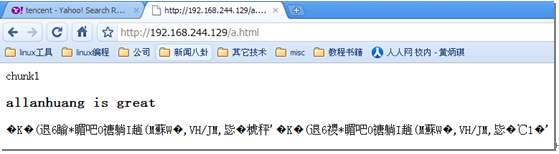 tencent - Yahoo! Search R...
http://192.168.244.129/a....
http://192.168.244.129/a.html
linux工具 linux编程 公司 新闻八卦 其它技术 misc 教程书籍 人人网 校内 - 黄炳琪
chunk1
allanhuang is great